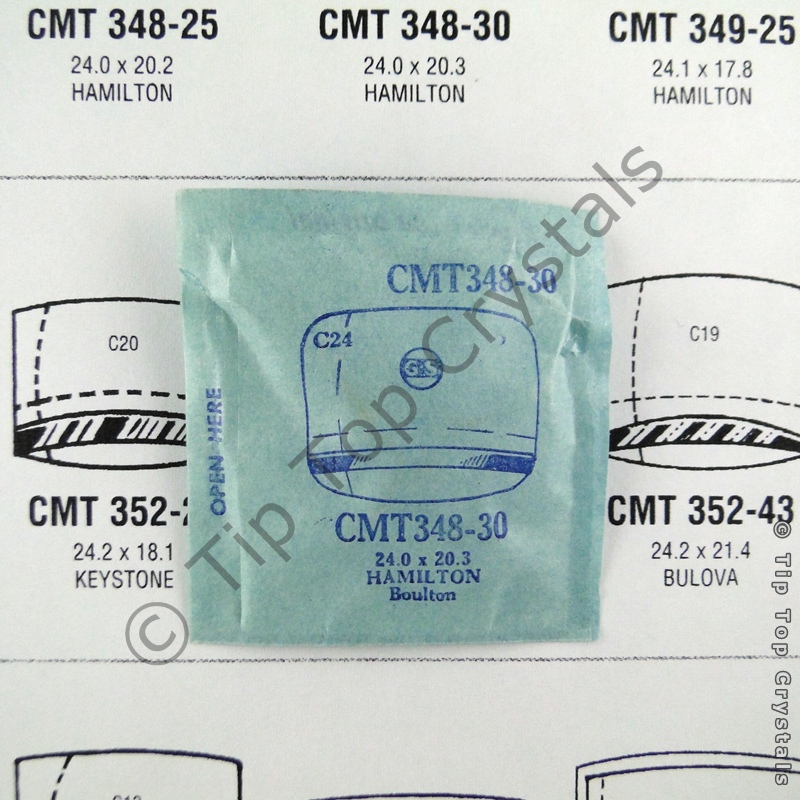 CMT 348-25
24.0 x 20.2
HAMILTON
CMT 348-30
24.0 x 20.3
HAMILTON
CMT 349-25
24.1 x 17.8
HAMILTON
C20
CMT 352-
24.2 x 18.1
KEYSTONE
CMT348-30
C24
GS
OPEN HERE
CMT348-30
24.0 x 20.3
HAMILTON
Boulton
C19
CMT 352-43
24.2 x 21.4
BULOVA
© Tip Top Crystals
© Tip Top Crystals